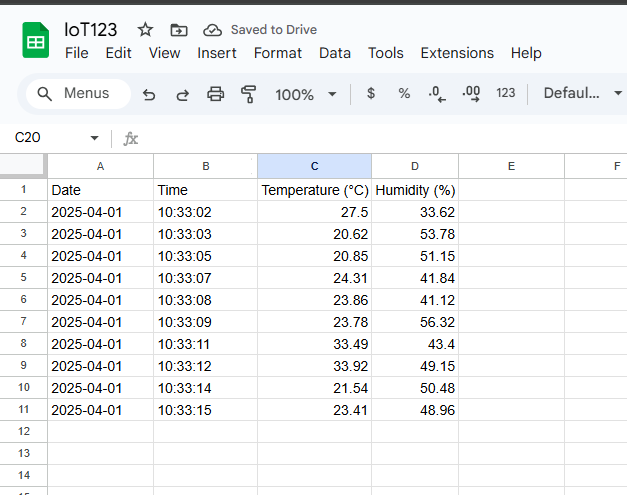 IoT123 Saved to Drive
File Edit View Insert Format Data Tools Extensions Help
Menus 100% $ % .0 .00 123 Defaul...
C20 fx
A B C D E F
1 Date Time Temperature (°C) Humidity (%)
2 2025-04-01 10:33:02 27.5 33.62
3 2025-04-01 10:33:03 20.62 53.78
4 2025-04-01 10:33:05 20.85 51.15
5 2025-04-01 10:33:07 24.31 41.84
6 2025-04-01 10:33:08 23.86 41.12
7 2025-04-01 10:33:09 23.78 56.32
8 2025-04-01 10:33:11 33.49 43.4
9 2025-04-01 10:33:12 33.92 49.15
10 2025-04-01 10:33:14 21.54 50.48
11 2025-04-01 10:33:15 23.41 48.96
12
13
14